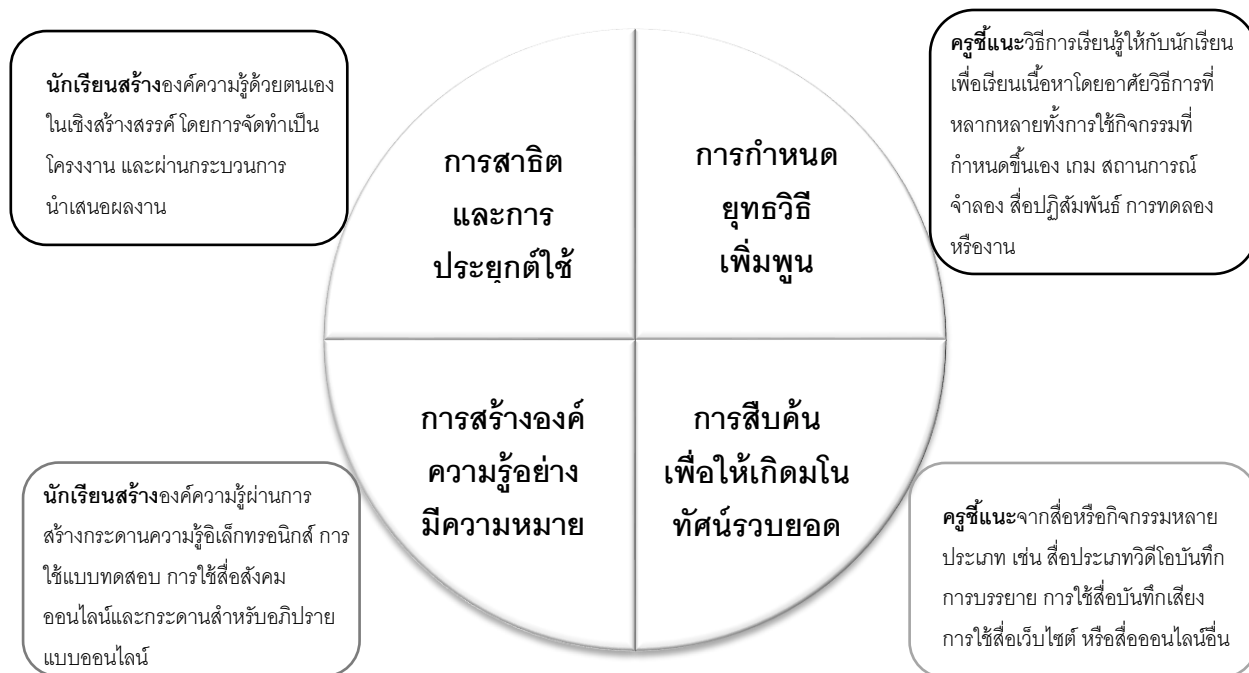 นักเรียนสร้างองค์ความรู้ด้วยตนเอง
ในเชิงสร้างสรรค์ โดยการจัดทำเป็น
โครงงาน และผ่านกระบวนการ
นำเสนอผลงาน
การสาธิต
และการ
ประยุกต์ใช้
การกำหนด
ยุทธวิธี
เพิ่มพูน
ครูชี้แนะวิธีการเรียนรู้ให้กับนักเรียน
เพื่อเรียนเนื้อหาโดยอาศัยวิธีการที่
หลากหลายทั้งการใช้กิจกรรมที่
กำหนดขึ้นเอง เกม สถานการณ์
จำลอง สื่อปฏิสัมพันธ์ การทดลอง
หรืองาน
นักเรียนสร้างองค์ความรู้ผ่านการ
สร้างกระดานความรู้อิเล็กทรอนิกส์ การ
ใช้แบบทดสอบ การใช้สื่อสังคม
ออนไลน์และกระดานสำหรับอภิปราย
แบบออนไลน์
การสร้างองค์
ความรู้อย่าง
มีความหมาย
การสืบค้น
เพื่อให้เกิดมโน
ทัศน์รวบยอด
ครูชี้แนะจากสื่อหรือกิจกรรมหลาย
ประเภท เช่น สื่อประเภทวิดีโอบันทึก
การบรรยาย การใช้สื่อบันทึกเสียง
การใช้สื่อเว็บไซต์ หรือสื่อออนไลน์อื่น